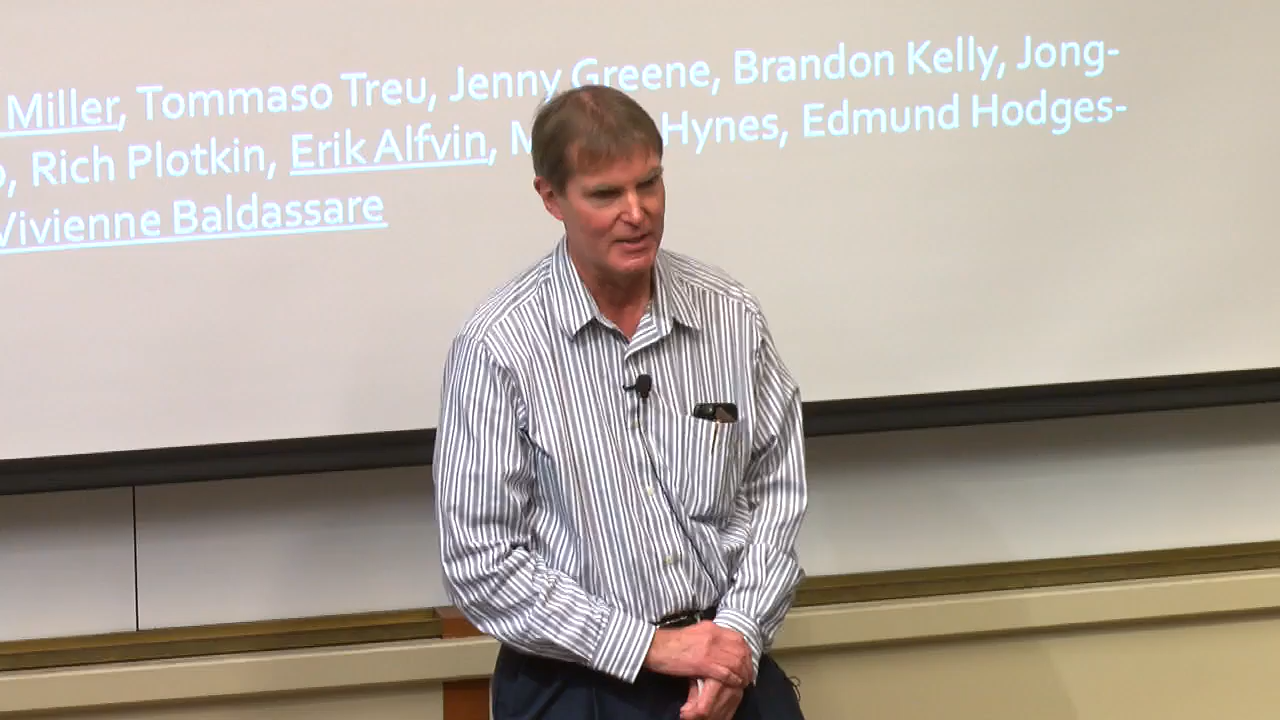 Miller, Tommaso Treu, Jenny Greene, Brandon Kelly, Jong-
Rich Plotkin, Erik Alfvin, Hynes, Edmund Hodges-
Vivienne Baldassare